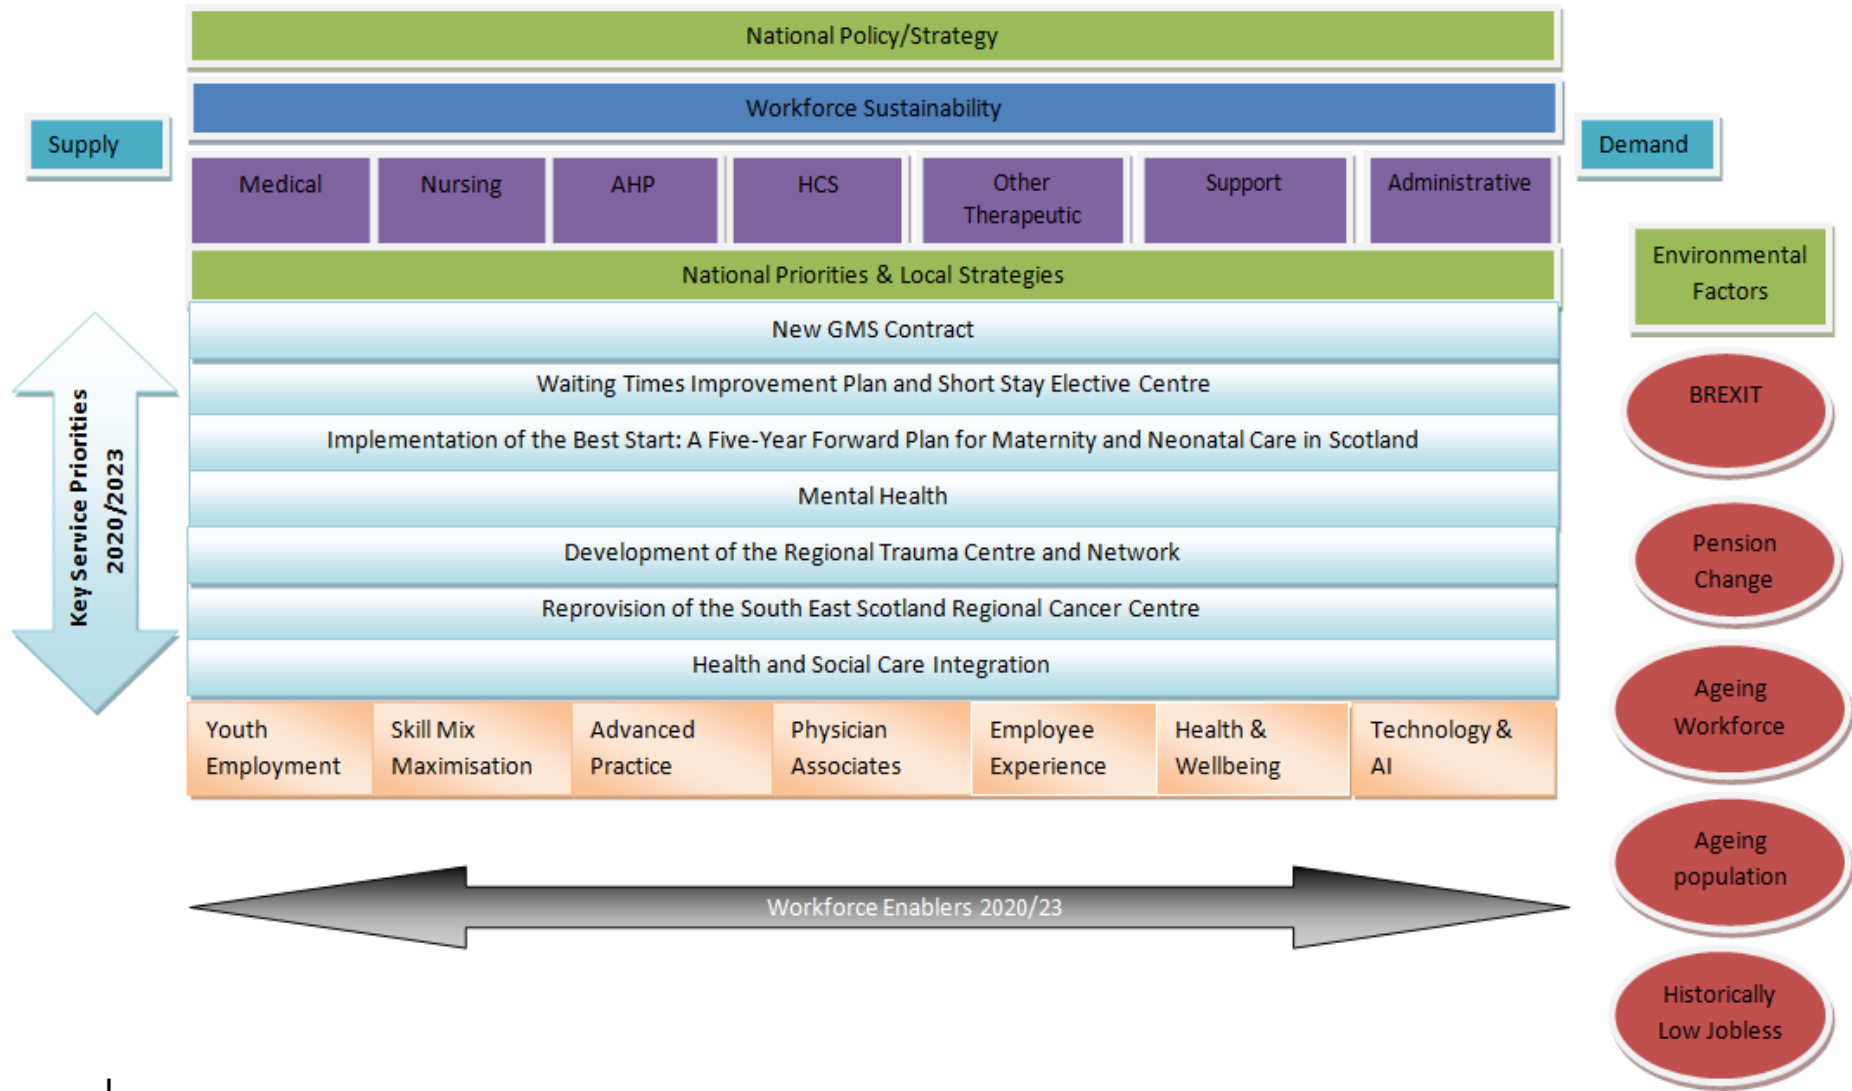 National Policy/Strategy
Workforce Sustainability
Supply
Demand
Medical
Nursing
AHP
HCS
Other
Therapeutic
Support
Administrative
National Priorities & Local Strategies
Environmental
Factors
Key Service Priorities
2020/2023
New GMS Contract
Waiting Times Improvement Plan and Short Stay Elective Centre
Implementation of the Best Start: A Five-Year Forward Plan for Maternity and Neonatal Care in Scotland
Mental Health
Development of the Regional Trauma Centre and Network
Reprovision of the South East Scotland Regional Cancer Centre
Health and Social Care Integration
BREXIT
Pension
Change
Ageing
Workforce
Ageing
population
Historically
Low Jobless
Youth
Employment
Skill Mix
Maximisation
Advanced
Practice
Physician
Associates
Employee
Experience
Health &
Wellbeing
Technology &
AI
Workforce Enablers 2020/23